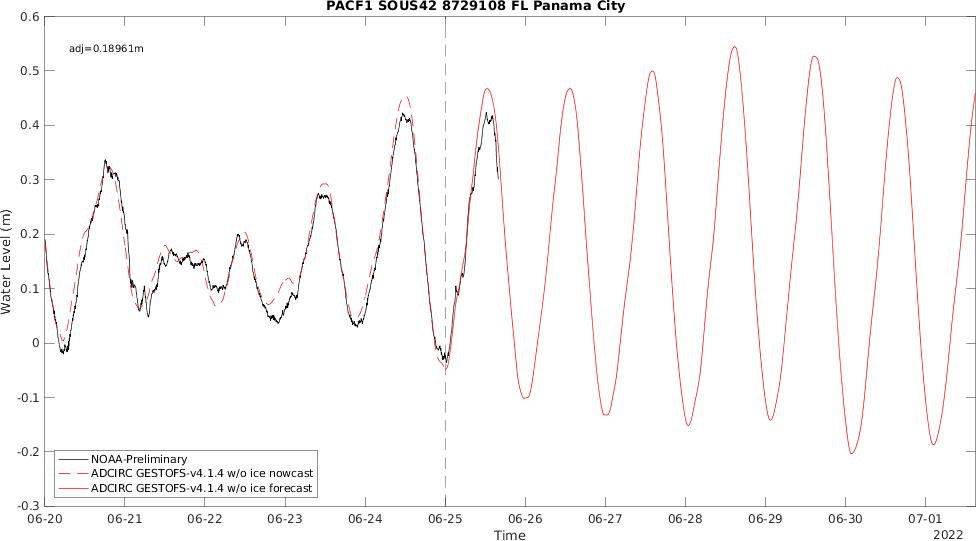 PACF1 SOUS42 8729108 FL Panama City
adj=0.18961m
Water Level (m)
0.6
0.5
0.4
0.3
0.2
0.1
0
-0.1
-0.2
-0.3
NOAA-Preliminary
ADCIRC GESTOFS-v4.1.4 w/o ice nowcast
ADCIRC GESTOFS-v4.1.4 w/o ice forecast
06-20 06-21 06-22 06-23 06-24 06-25 06-26 06-27 06-28 06-29 06-30 07-01
Time
2022